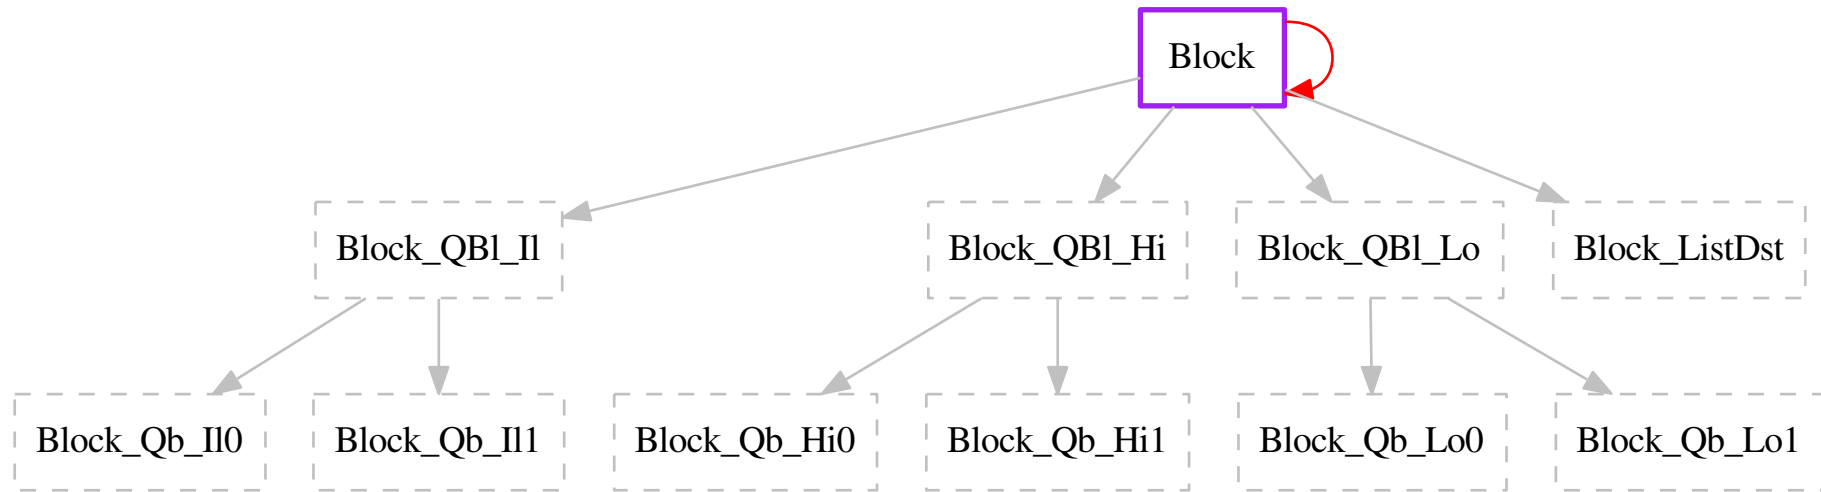 Block
Block_QBl_Il
Block_QBl_Hi
Block_QBl_Lo
Block_ListDst
Block_Qb_Il0
Block_Qb_Il1
Block_Qb_Hi0
Block_Qb_Hi1
Block_Qb_Lo0
Block_Qb_Lo1